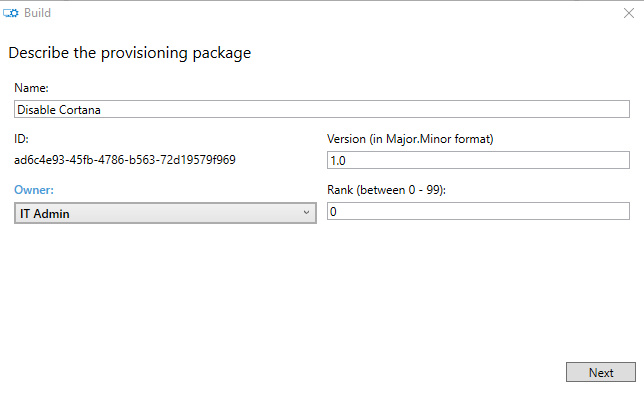 Build
Describe the provisioning package
Name:
Disable Cortana
ID:
ad6c4e93-45fb-4786-b563-72d19579f969
Version (in Major.Minor format)
1.0
Owner:
IT Admin
Rank (between 0 - 99):
0
Next